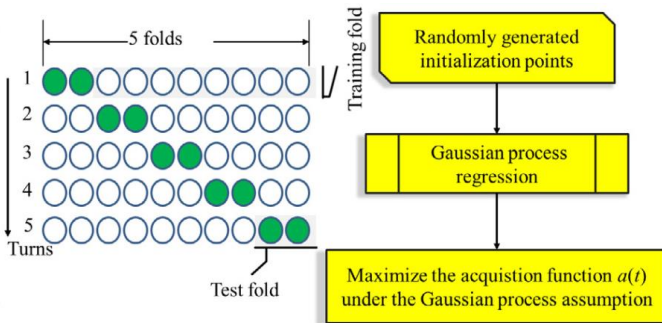 5 folds
1
2
3
4
5
Turns
Training fold
Test fold
Randomly generated
initialization points
Gaussian process
regression
Maximize the acquistion function a(t)
under the Gaussian process assumption